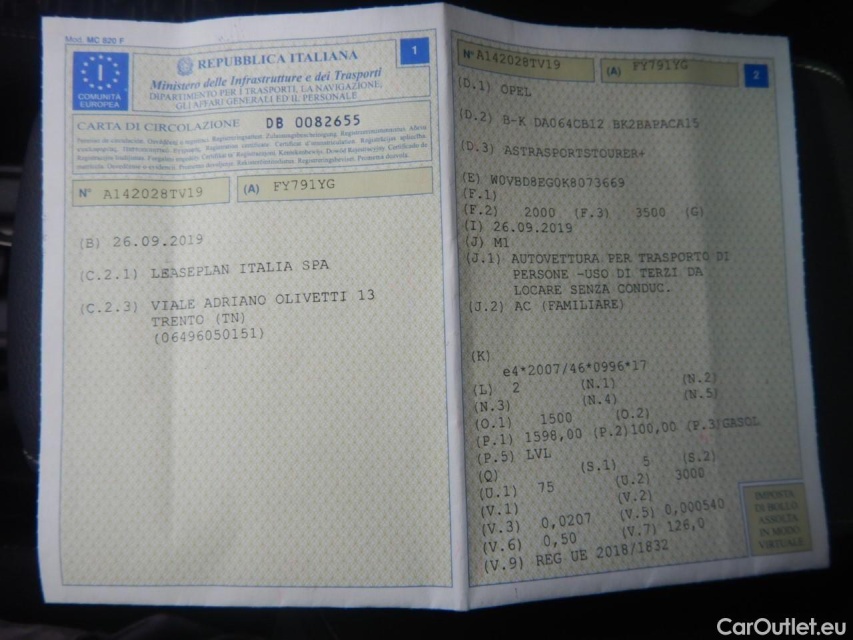 Mod. MC 820 F
I
COMUNITÀ
EUROPEA
REPUBBLICA ITALIANA
Ministero delle Infrastrutture e dei Trasporti
DIPARTIMENTO PER I TRASPORTI, LA NAVIGAZIONE,
GLI AFFARI GENERALI ED IL PERSONALE
1
CARTA DI CIRCOLAZIONE DB 0082655
N° A142028TV19 (A) FY791YG
(B) 26.09.2019
(C.2.1) LEASEPLAN ITALIA SPA
(C.2.3) VIALE ADRIANO OLIVETTI 13
TRENTO (TN)
(06496050151)
N° A142028TV19 (A) FY791YG 2
(D.1) OPEL
(D.2) B-K DA064CB12 BK2BAPACA15
(D.3) ASTRASPORTSTOURER+
(E) W0VBD8EG0K8073669
(F.1)
(F.2) 2000 (F.3) 3500 (G)
(I) 26.09.2019
(J) M1
(J.1) AUTOVETTURA PER TRASPORTO DI
PERSONE -USO DI TERZI DA
LOCARE SENZA CONDUC.
(J.2) AC (FAMILIARE)
(K)
e4*2007/46*0996*17
(L) 2 (N.1) (N.2)
(N.3) (N.4) (N.5)
(O.1) 1500 (O.2)
(P.1) 1598,00 (P.2)100,00 (P.3)GASOL
(P.5) LVL
(Q) (S.1) 5 (S.2)
(U.1) 75 (U.2) 3000
(V.1) (V.2)
(V.3) 0,0207 (V.5) 0,000540
(V.6) 0,50 (V.7) 126,0
(V.9) REG UE 2018/1832
IMPOSTA
DI BOLLO
ASSOLTA
IN MODO
VIRTUALE
CarOutlet.eu